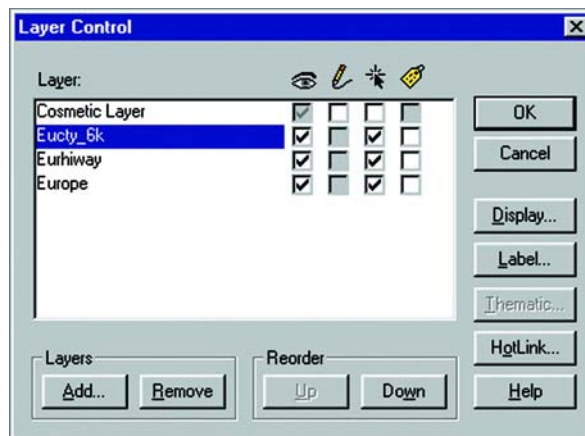 Layer Control
Layer:
Cosmetic Layer
Eucty_6k
Eurhiway
Europe
OK
Cancel
Display...
Label...
Thematic...
HotLink...
Help
Layers
Add...
Remove
Reorder
Up
Down